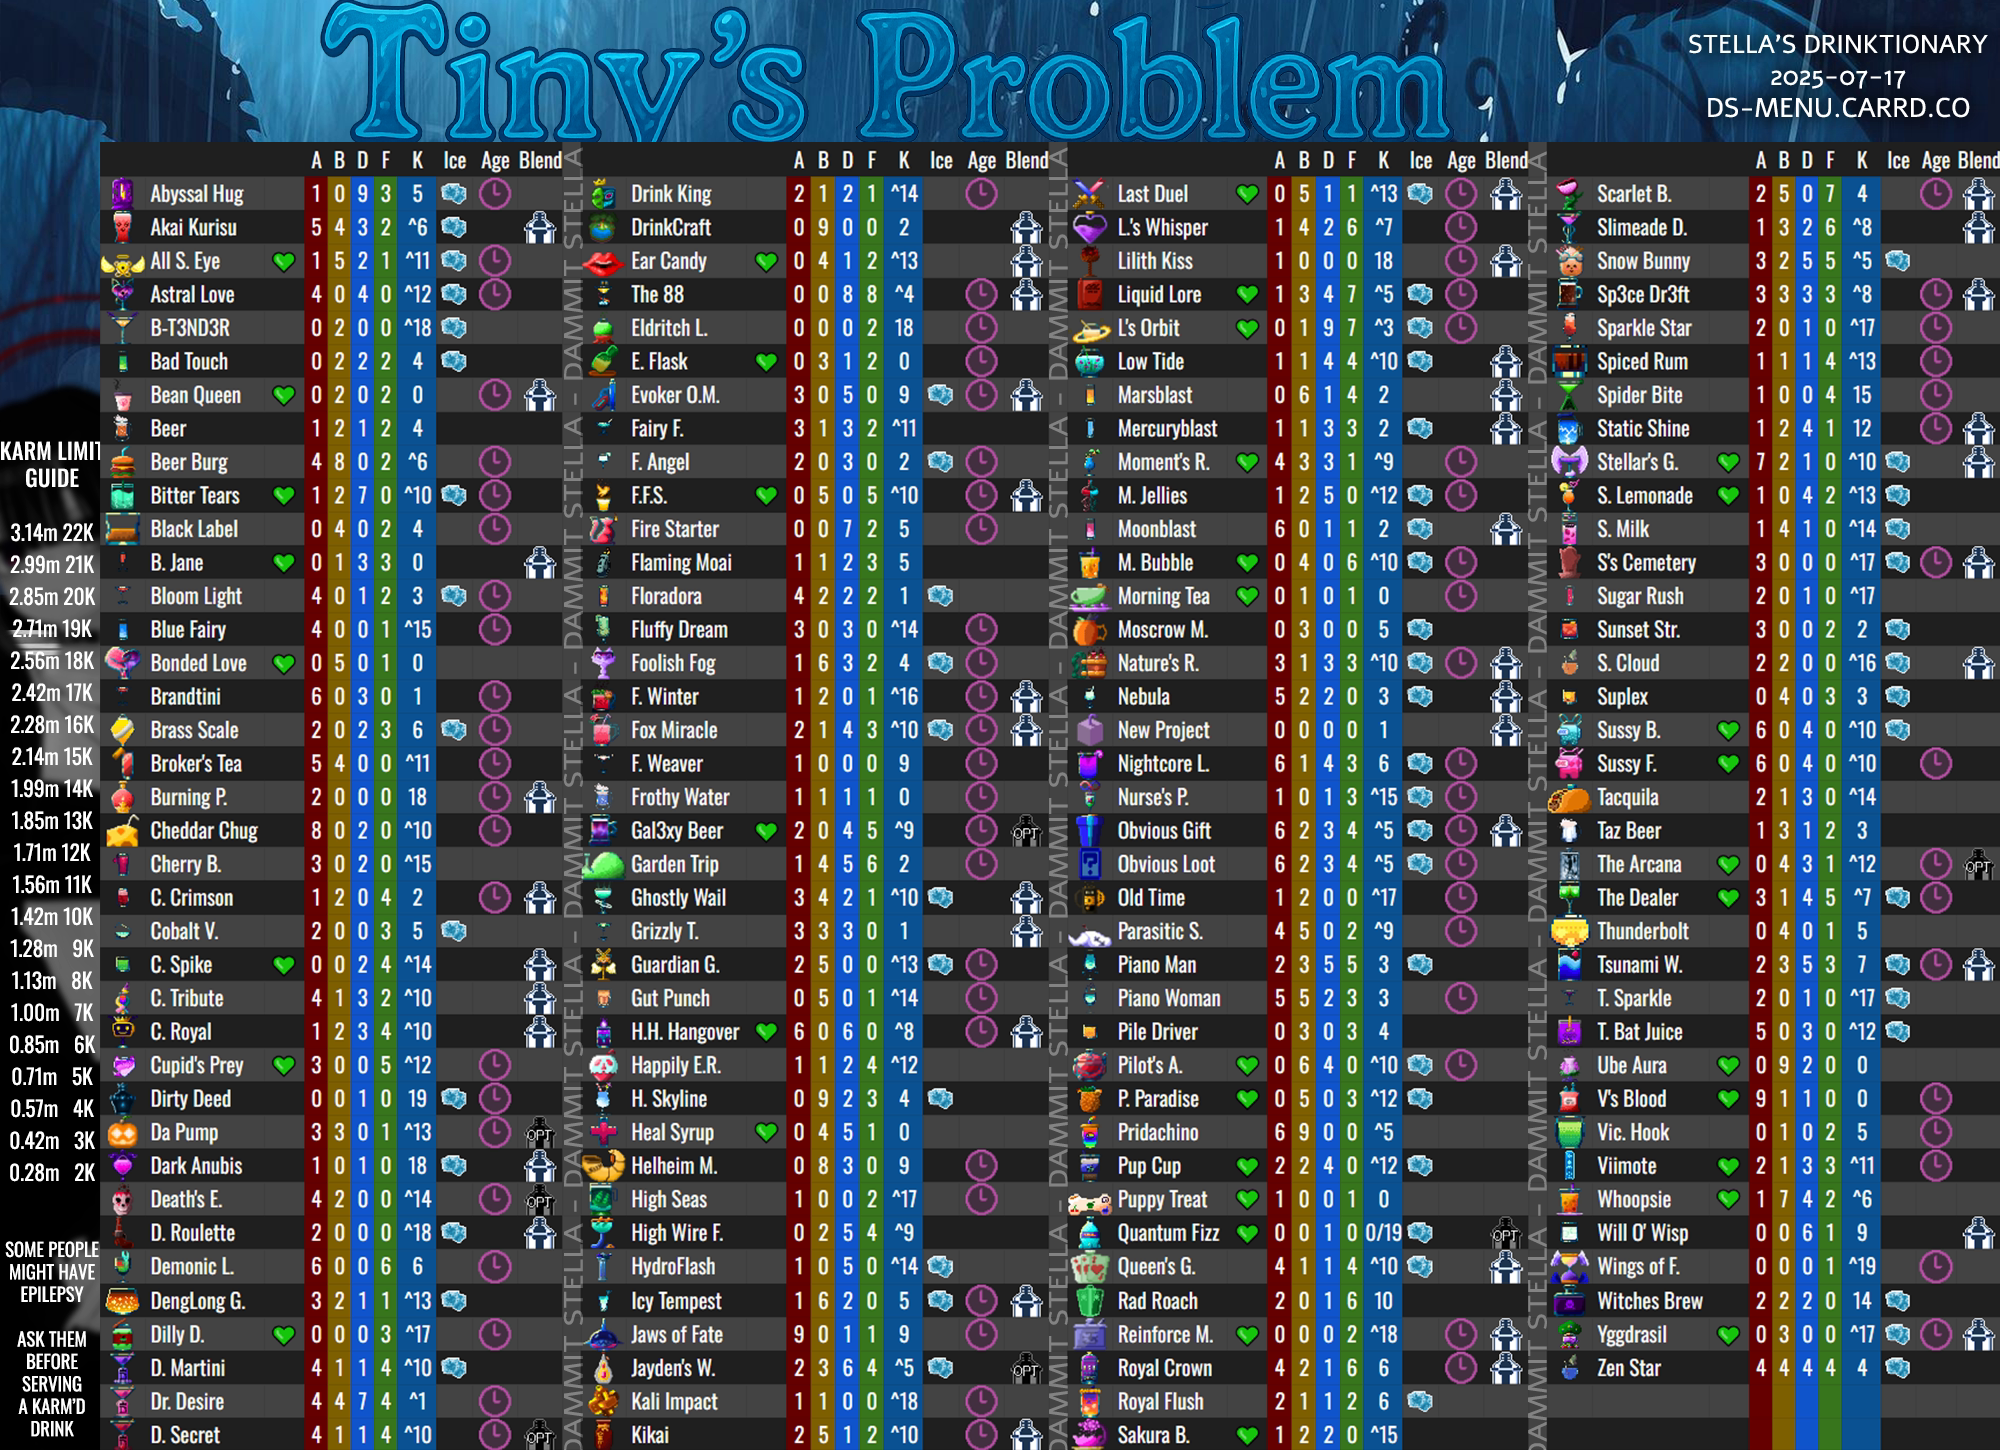 Tiny's Problem
STELLA'S DRINKTIONARY
2025-07-17
DS-MENU.CARRD.CO
A B D F K Ice Age Blend
Abyssal Hug 1 0 9 3 5
Akai Kurisu 5 4 3 2 ^6
All S. Eye 1 5 2 1 ^11
Astral Love 4 0 4 0 ^12
B-T3ND3R 0 2 0 0 ^18
Bad Touch 0 2 2 2 4
Bean Queen 0 2 0 2 0
Beer 1 2 1 2 4
Beer Burg 4 8 0 2 ^6
Bitter Tears 1 2 7 0 ^10
Black Label 0 4 0 2 4
B. Jane 0 1 3 3 0
Bloom Light 4 0 1 2 3
Blue Fairy 4 0 0 1 ^15
Bonded Love 0 5 0 1 0
Brandtini 6 0 3 0 1
Brass Scale 2 0 2 3 6
Broker's Tea 5 4 0 0 ^11
Burning P. 2 0 0 0 18
Cheddar Chug 8 0 2 0 ^10
Cherry B. 3 0 2 0 ^15
C. Crimson 1 2 0 4 2
Cobalt V. 2 0 0 3 5
C. Spike 0 0 2 4 ^14
C. Tribute 4 1 3 2 ^10
C. Royal 1 2 3 4 ^10
Cupid's Prey 3 0 0 5 ^12
Dirty Deed 0 0 1 0 19
Da Pump 3 3 0 1 ^13 OPT
Dark Anubis 1 0 1 0 18
Death's E. 4 2 0 0 ^14 OPT
D. Roulette 2 0 0 0 ^18
Demonic L. 6 0 0 6 6
DengLong G. 3 2 1 1 ^13
Dilly D. 0 0 0 3 ^17
D. Martini 4 1 1 4 ^10
Dr. Desire 4 4 7 4 ^1
D. Secret 4 1 1 4 ^10 OPT
A B D F K Ice Age Blend
Drink King 2 1 2 1 ^14
DrinkCraft 0 9 0 0 2
Ear Candy 0 4 1 2 ^13
The 88 0 0 8 8 ^4
Eldritch L. 0 0 0 2 18
E. Flask 0 3 1 2 0
Evoker O.M. 3 0 5 0 9
Fairy F. 3 1 3 2 ^11
F. Angel 2 0 3 0 2
F.F.S. 0 5 0 5 ^10
Fire Starter 0 0 7 2 5
Flaming Moai 1 1 2 3 5
Floradora 4 2 2 2 1
Fluffy Dream 3 0 3 0 ^14
Foolish Fog 1 6 3 2 4
F. Winter 1 2 0 1 ^16
Fox Miracle 2 1 4 3 ^10
F. Weaver 1 0 0 0 9
Frothy Water 1 1 1 1 0
Gal3xy Beer 2 0 4 5 ^9 OPT
Garden Trip 1 4 5 6 2
Ghostly Wail 3 4 2 1 ^10
Grizzly T. 3 3 3 0 1
Guardian G. 2 5 0 0 ^13
Gut Punch 0 5 0 1 ^14
H.H. Hangover 6 0 6 0 ^8
Happily E.R. 1 1 2 4 ^12
H. Skyline 0 9 2 3 4
Heal Syrup 0 4 5 1 0
Helheim M. 0 8 3 0 9
High Seas 1 0 0 2 ^17
High Wire F. 0 2 5 4 ^9
HydroFlash 1 0 5 0 ^14
Icy Tempest 1 6 2 0 5
Jaws of Fate 9 0 1 1 9
Jayden's W. 2 3 6 4 ^5 OPT
Kali Impact 1 1 0 0 ^18
Kikai 2 5 1 2 ^10
A B D F K Ice Age Blend
Last Duel 0 5 1 1 ^13
L.'s Whisper 1 4 2 6 ^7
Lilith Kiss 1 0 0 0 18
Liquid Lore 1 3 4 7 ^5
L's Orbit 0 1 9 7 ^3
Low Tide 1 1 4 4 ^10
Marsblast 0 6 1 4 2
Mercuryblast 1 1 3 3 2
Moment's R. 4 3 3 1 ^9
M. Jellies 1 2 5 0 ^12
Moonblast 6 0 1 1 2
M. Bubble 0 4 0 6 ^10
Morning Tea 0 1 0 1 0
Moscrow M. 0 3 0 0 5
Nature's R. 3 1 3 3 ^10
Nebula 5 2 2 0 3
New Project 0 0 0 0 1
Nightcore L. 6 1 4 3 6
Nurse's P. 1 0 1 3 ^15
Obvious Gift 6 2 3 4 ^5
Obvious Loot 6 2 3 4 ^5
Old Time 1 2 0 0 ^17
Parasitic S. 4 5 0 2 ^9
Piano Man 2 3 5 5 3
Piano Woman 5 5 2 3 3
Pile Driver 0 3 0 3 4
Pilot's A. 0 6 4 0 ^10
P. Paradise 0 5 0 3 ^12
Pridachino 6 9 0 0 ^5
Pup Cup 2 2 4 0 ^12
Puppy Treat 1 0 0 1 0
Quantum Fizz 0 0 1 0 0/19 OPT
Queen's G. 4 1 1 4 ^10
Rad Roach 2 0 1 6 10
Reinforce M. 0 0 0 2 ^18
Royal Crown 4 2 1 6 6
Royal Flush 2 1 1 2 6
Sakura B. 1 2 2 0 ^15
A B D F K Ice Age Blend
Scarlet B. 2 5 0 7 4
Slimeade D. 1 3 2 6 ^8
Snow Bunny 3 2 5 5 ^5
Sp3ce Dr3ft 3 3 3 3 ^8
Sparkle Star 2 0 1 0 ^17
Spiced Rum 1 1 1 4 ^13
Spider Bite 1 0 0 4 15
Static Shine 1 2 4 1 12
Stellar's G. 7 2 1 0 ^10
S. Lemonade 1 0 4 2 ^13
S. Milk 1 4 1 0 ^14
S's Cemetery 3 0 0 0 ^17
Sugar Rush 2 0 1 0 ^17
Sunset Str. 3 0 0 2 2
S. Cloud 2 2 0 0 ^16
Suplex 0 4 0 3 3
Sussy B. 6 0 4 0 ^10
Sussy F. 6 0 4 0 ^10
Tacquila 2 1 3 0 ^14
Taz Beer 1 3 1 2 3
The Arcana 0 4 3 1 ^12 OPT
The Dealer 3 1 4 5 ^7
Thunderbolt 0 4 0 1 5
Tsunami W. 2 3 5 3 7
T. Sparkle 2 0 1 0 ^17
T. Bat Juice 5 0 3 0 ^12
Ube Aura 0 9 2 0 0
V's Blood 9 1 1 0 0
Vic. Hook 0 1 0 2 5
Viimote 2 1 3 3 ^11
Whoopsie 1 7 4 2 ^6
Will O' Wisp 0 0 6 1 9
Wings of F. 0 0 0 1 ^19
Witches Brew 2 2 2 0 14
Yggdrasil 0 3 0 0 ^17
Zen Star 4 4 4 4 4
KARM LIMIT
GUIDE
3.14m 22K
2.99m 21K
2.85m 20K
2.71m 19K
2.56m 18K
2.42m 17K
2.28m 16K
2.14m 15K
1.99m 14K
1.85m 13K
1.71m 12K
1.56m 11K
1.42m 10K
1.28m 9K
1.13m 8K
1.00m 7K
0.85m 6K
0.71m 5K
0.57m 4K
0.42m 3K
0.28m 2K
SOME PEOPLE
MIGHT HAVE
EPILEPSY
ASK THEM
BEFORE
SERVING
A KARM'D
DRINK
DAMMIT STELLA - DAMMIT STELLA - DAMMIT STELLA - DAMMIT STELLA - DAMMIT STELLA
DAMMIT STELLA - DAMMIT STELLA - DAMMIT STELLA - DAMMIT STELLA - DAMMIT STELLA
DAMMIT STELLA - DAMMIT STELLA - DAMMIT STELLA - DAMMIT STELLA - DAMMIT STELLA